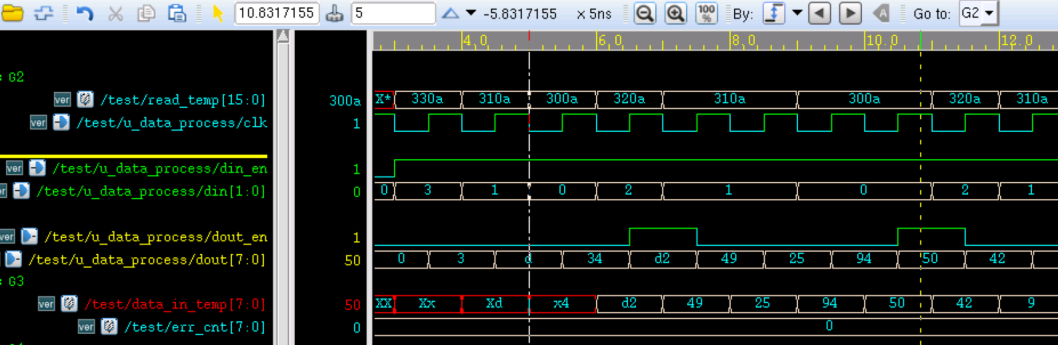 10.8317155 5 -5.8317155 x 5ns 100 % By: Go to: G2
4.0 6.0 8.0 10.0 12.0
G2
ver /test/read_temp[15:0] 300a X* 330a 310a 300a 320a 310a 300a 320a 310a
ver /test/u_data_process/clk 1
ver /test/u_data_process/din_en 1
/test/u_data_process/din[1:0] 0 0 3 1 0 2 1 0 2 1
ver /test/u_data_process/dout_en 1
/test/u_data_process/dout[7:0] 50 0 3 d 34 d2 49 25 94 50 42
G3
ver /test/data_in_temp[7:0] 50 XX Xx Xd x4 d2 49 25 94 50 42 9
ver /test/err_cnt[7:0] 0 0